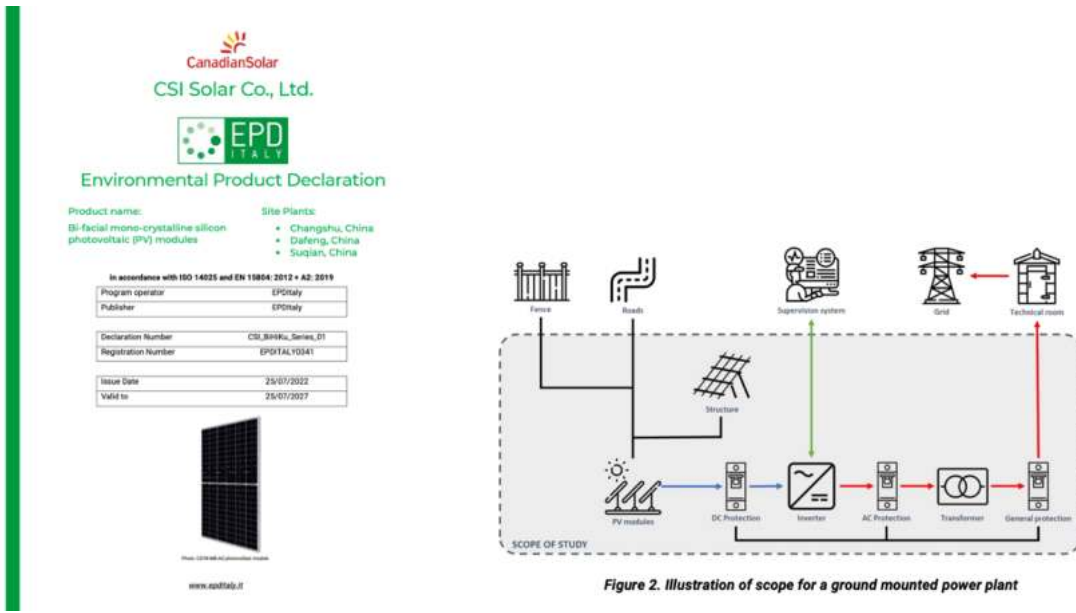 CanadianSolar
CSI Solar Co., Ltd.
EPD
ITALY
Environmental Product Declaration
Product name:
Bi-facial mono-crystalline silicon
photovoltaic (PV) modules
Site Plants:
• Changshu, China
• Dafeng, China
• Suqian, China
in accordance with ISO 14025 and EN 15804: 2012 + A2: 2019
Program operator EPDItaly
Publisher EPDItaly
Declaration Number CSI_BiHiKu_Series_01
Registration Number EPDITALY0341
Issue Date 25/07/2022
Valid to 25/07/2027
www.epditaly.it
Fence
Roads
Supervision system
Grid
Technical room
Structure
PV modules
DC Protection
Inverter
AC Protection
Transformer
General protection
SCOPE OF STUDY
Figure 2. Illustration of scope for a ground mounted power plant